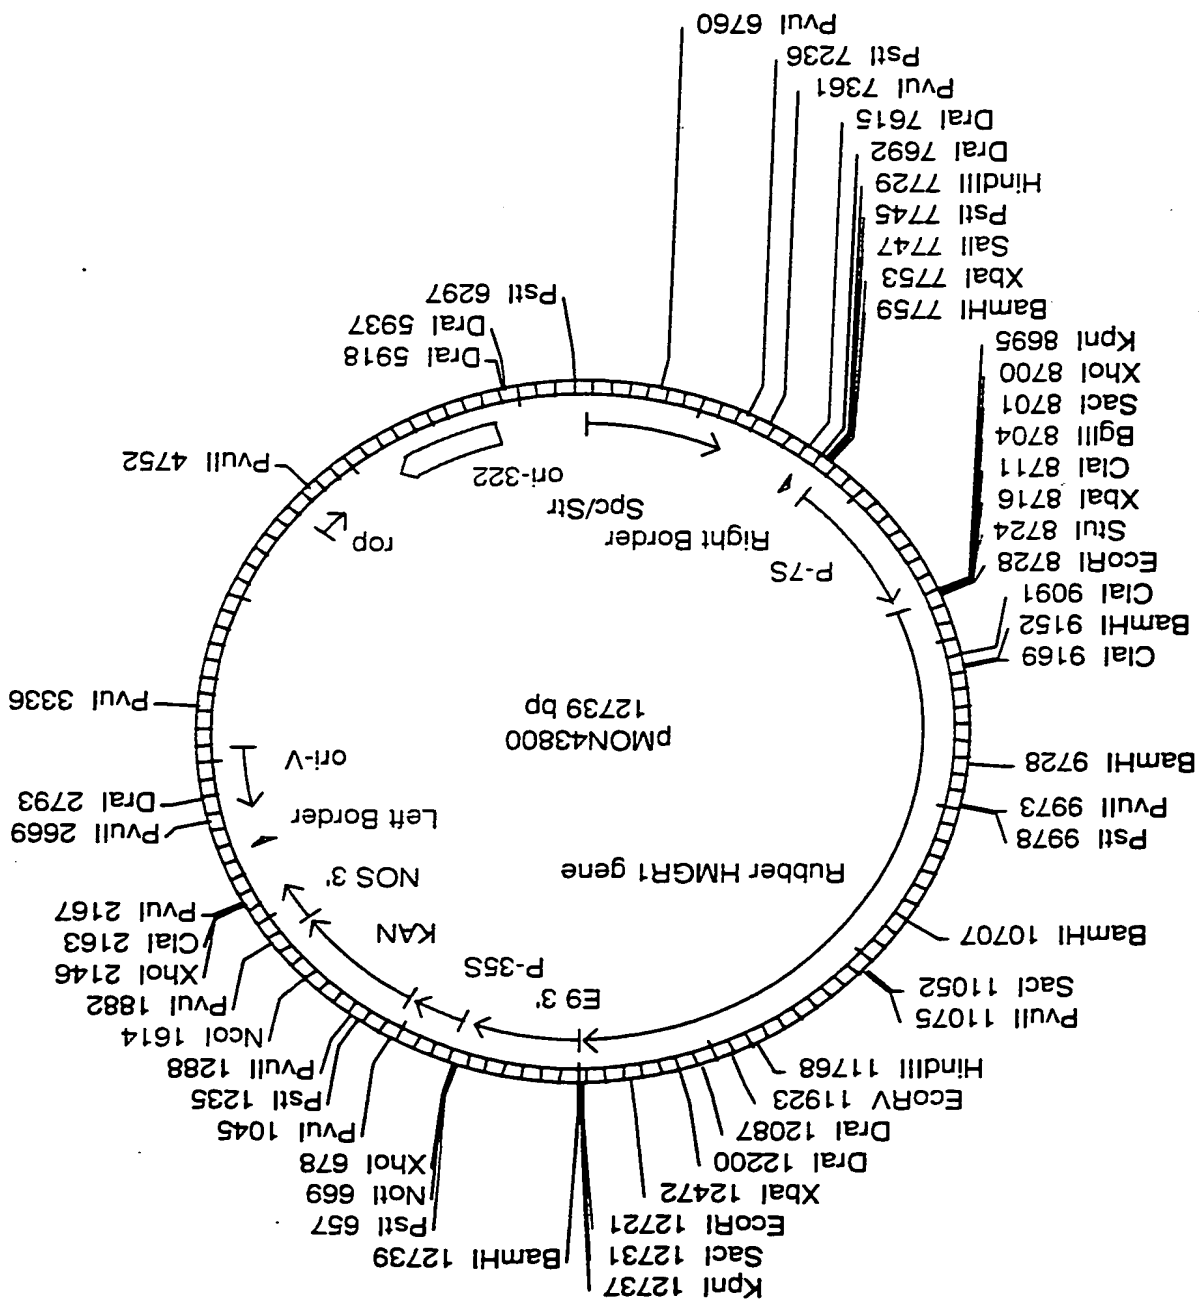 KpnI 12737
SacI 12731
EcoRI 12721
XbaI 12472
DraI 12200
DraI 12087
EcoRV 11923
HindIII 11768
PvuII 11075
SacI 11052
BamHI 10707
PstI 9978
PvuII 9973
BamHI 9728
ClaI 9169
BamHI 9152
ClaI 9091
EcoRI 8728
StuI 8724
XbaI 8716
ClaI 8711
BglII 8704
SacI 8701
XhoI 8700
KpnI 8695
BamHI 7759
XbaI 7753
SalI 7747
PstI 7745
HindIII 7729
DraI 7692
DraI 7615
PvuI 7361
PstI 7236
PvuI 6760
BamHI 12739
PstI 657
NotI 669
XhoI 678
PvuI 1045
PstI 1235
PvuII 1288
NcoI 1614
PvuI 1882
XhoI 2146
ClaI 2163
PvuI 2167
PvuII 2669
DraI 2793
PvuI 3336
PvuII 4752
DraI 5918
DraI 5937
PstI 6297
E9 3'
P-35S
KAN
NOS 3'
Rubber HMGR1 gene
Left Border
ori-V
pMON43800
12739 bp
P-7S
Right Border
rop
Spc/Str
ori-322